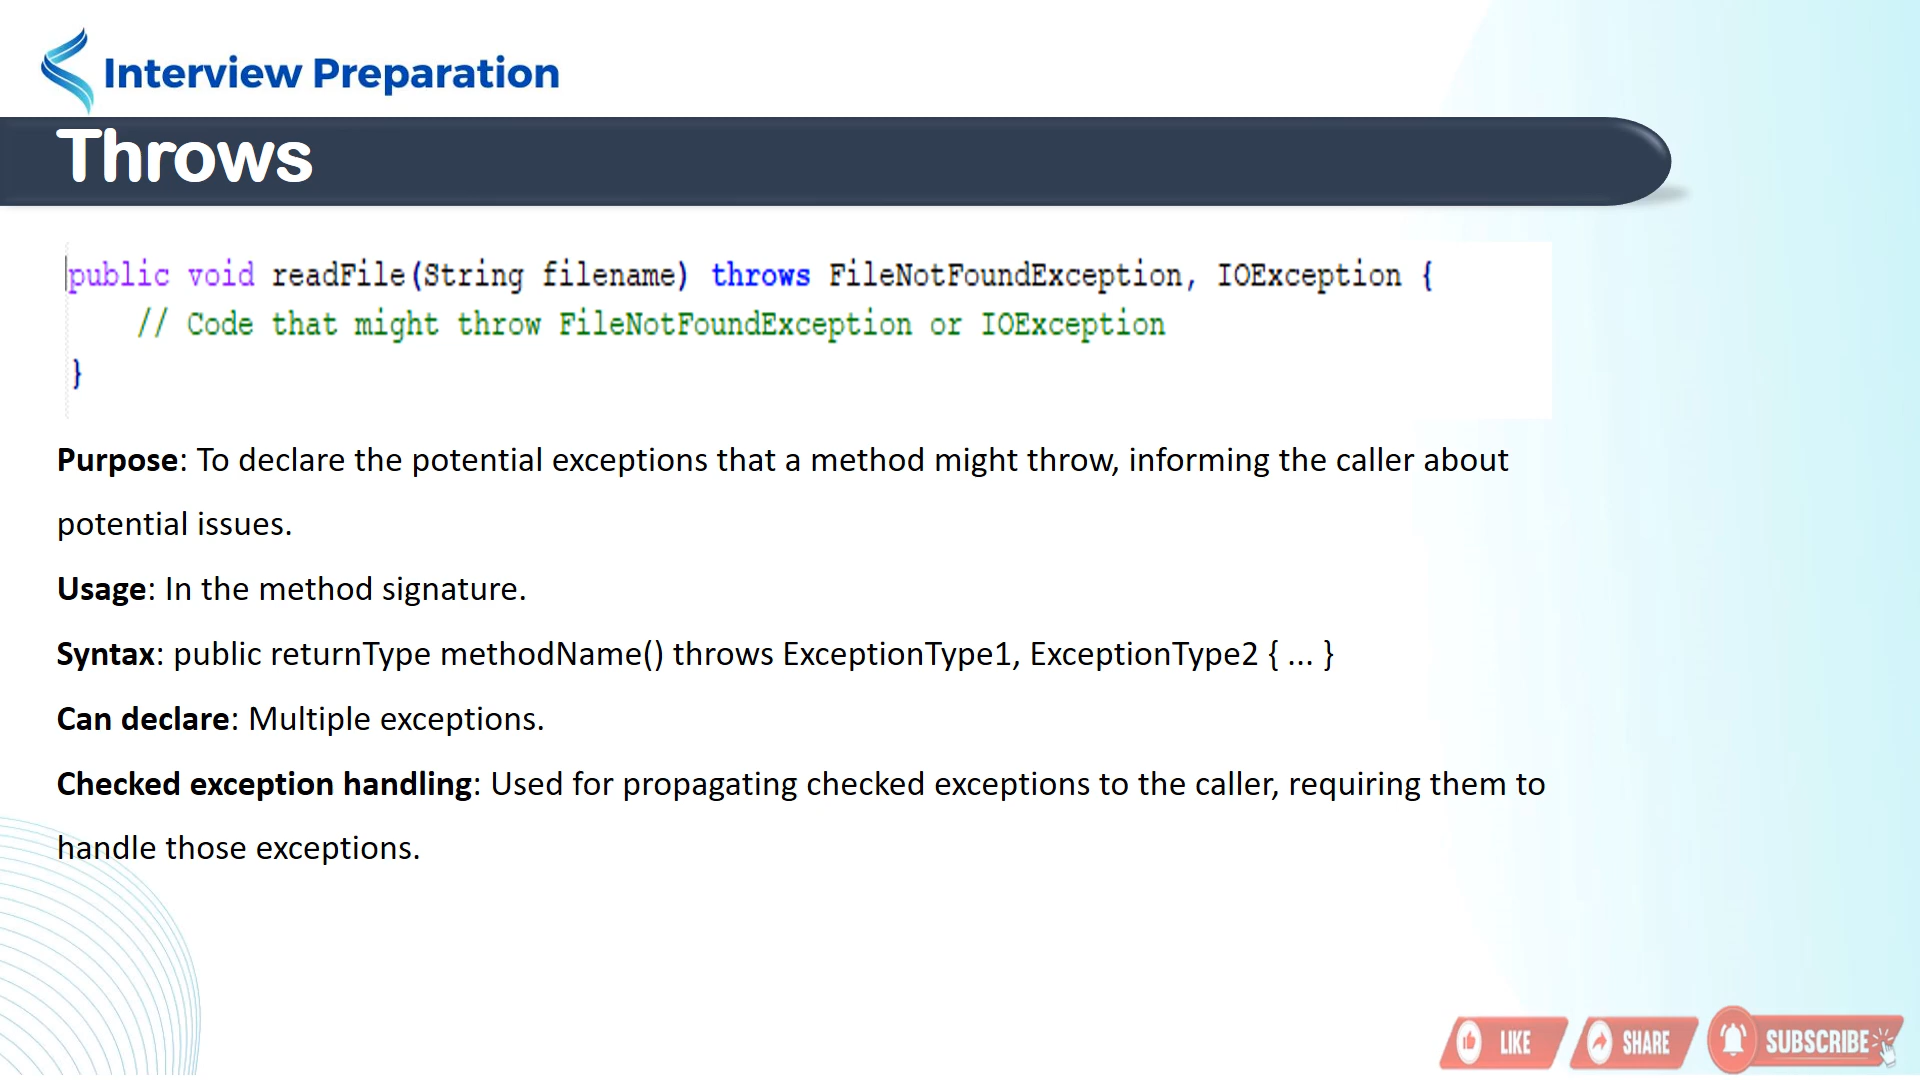 Interview Preparation
Throws
public void readFile(String filename) throws FileNotFoundException, IOException {
// Code that might throw FileNotFoundException or IOException
}
Purpose: To declare the potential exceptions that a method might throw, informing the caller about
potential issues.
Usage: In the method signature.
Syntax: public returnType methodName() throws ExceptionType1, ExceptionType2 { ... }
Can declare: Multiple exceptions.
Checked exception handling: Used for propagating checked exceptions to the caller, requiring them to
handle those exceptions.
LIKE SHARE SUBSCRIBE